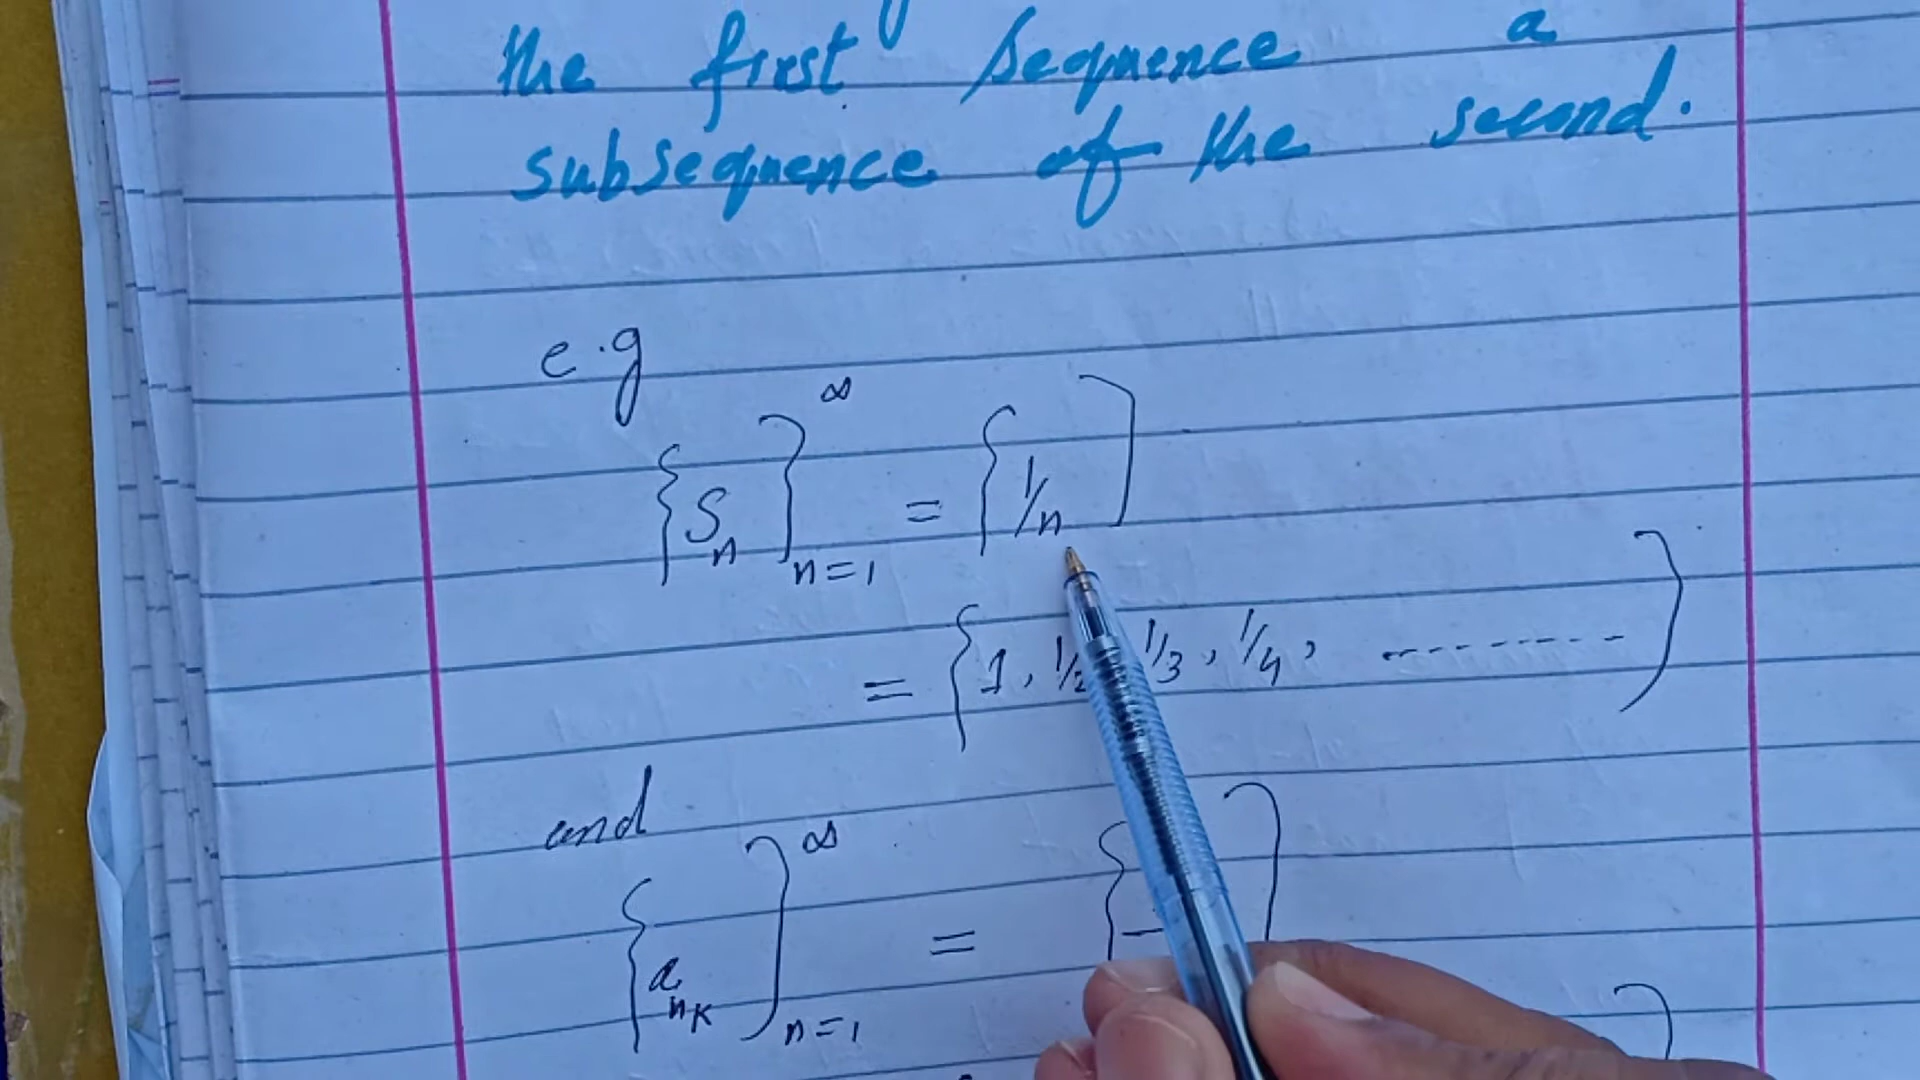 the first sequence a
subsequence of the second.
e.g
{S_n}^∞_{n=1} = {1/n}
= {1, 1/2, 1/3, 1/4, ---------}
and
{a_{nK}}^∞_{n=1} = { }